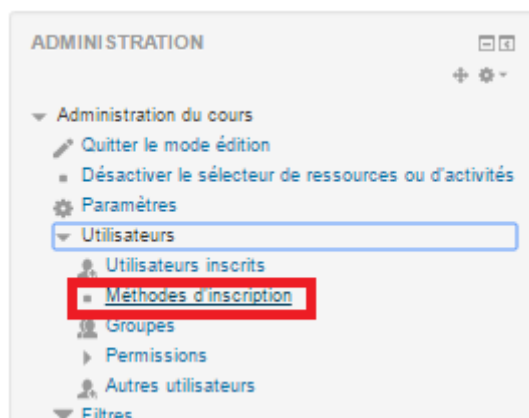 ADMINISTRATION
Administration du cours
Quitter le mode édition
Désactiver le sélecteur de ressources ou d'activités
Paramètres
Utilisateurs
Utilisateurs inscrits
Méthodes d'inscription
Groupes
Permissions
Autres utilisateurs
Filtres